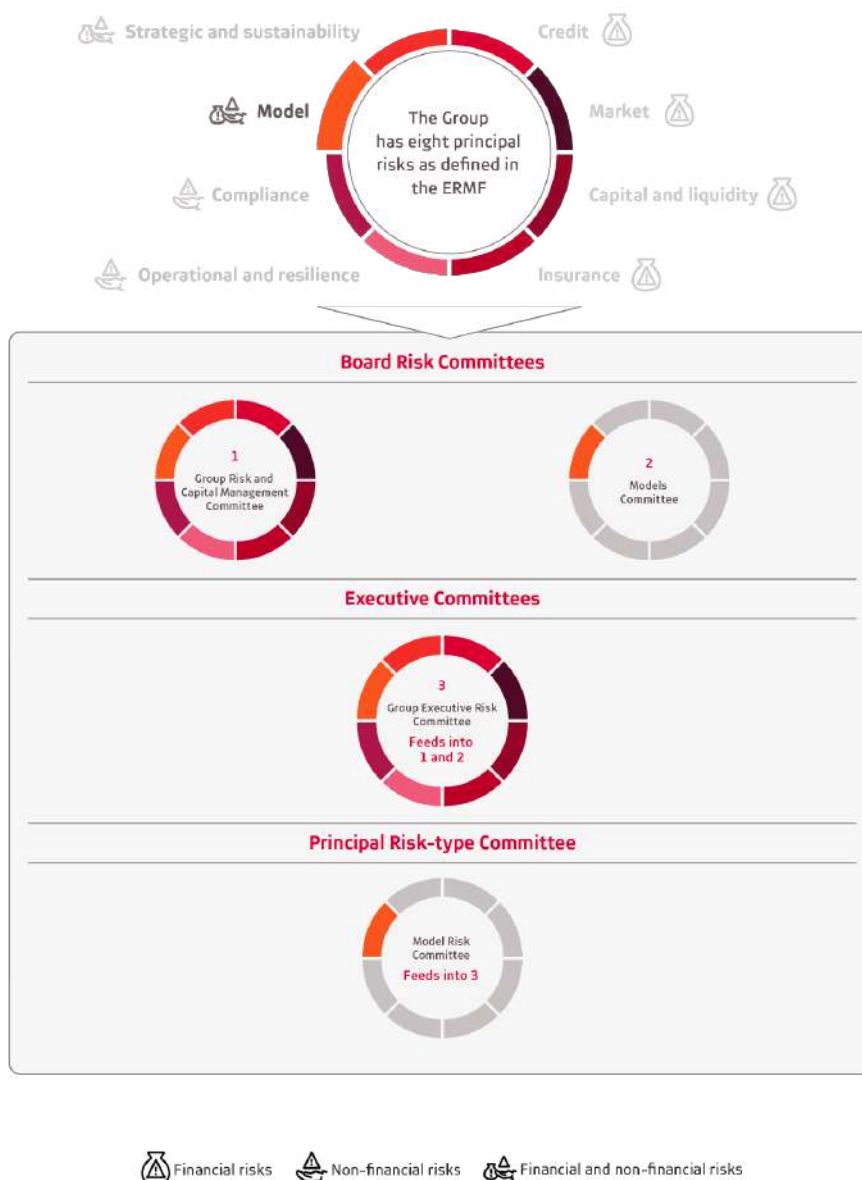 Strategic and sustainability
Credit
Model
Market
The Group
has eight principal
risks as defined in
the ERMF
Compliance
Capital and liquidity
Operational and resilience
Insurance
Board Risk Committees
1
Group Risk and
Capital Management
Committee
2
Models
Committee
Executive Committees
3
Group Executive Risk
Committee
Feeds into
1 and 2
Principal Risk-type Committee
Model Risk
Committee
Feeds into 3
Financial risks
Non-financial risks
Financial and non-financial risks